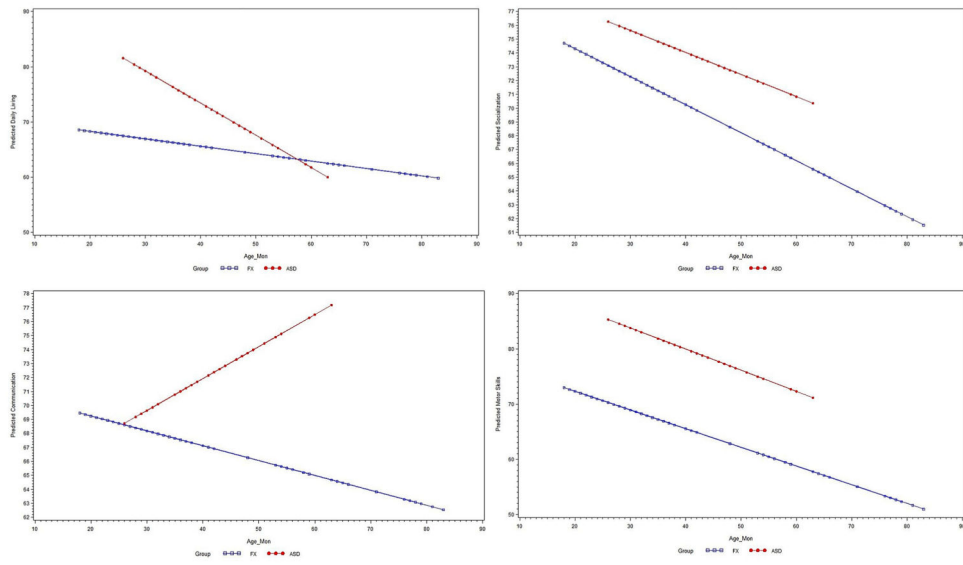 90
80
70
60
50
Predicted Daily Living
10 20 30 40 50 60 70 80 90
Age_Mon
Group FX ASD
77
76
75
74
73
72
71
70
69
68
67
66
65
64
63
62
61
Predicted Socialization
10 20 30 40 50 60 70 80 90
Age_Mon
Group FX ASD
78
77
76
75
74
73
72
71
70
69
68
67
66
65
64
63
62
Predicted Communication
10 20 30 40 50 60 70 80 90
Age_Mon
Group FX ASD
90
80
70
60
50
Predicted Motor Skills
10 20 30 40 50 60 70 80 90
Age_Mon
Group FX ASD